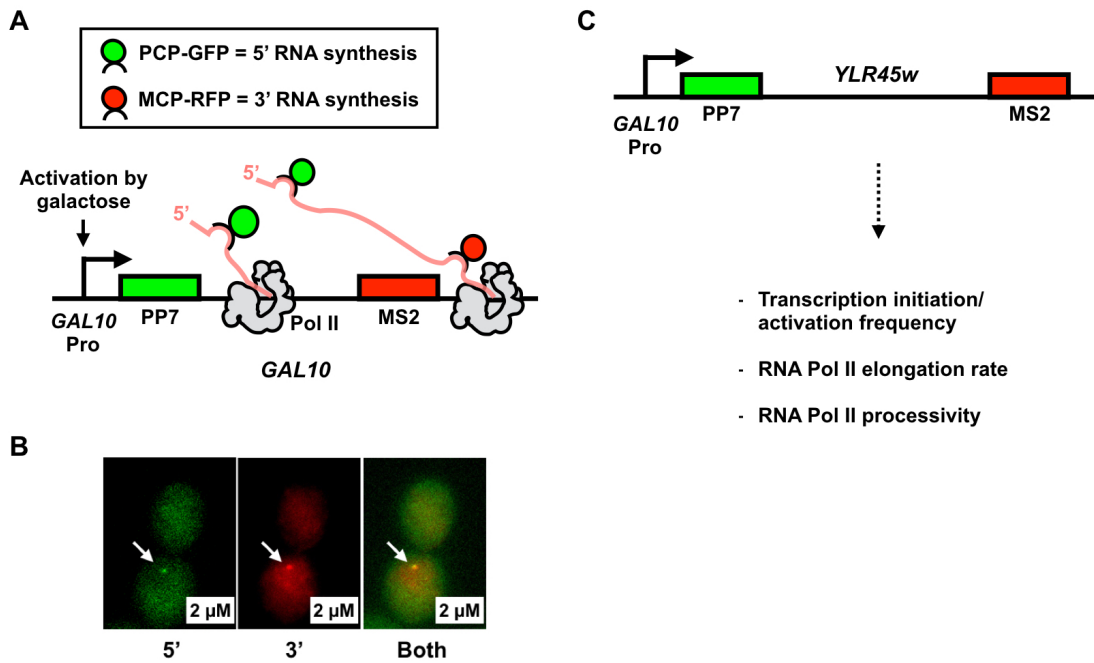 A
PCP-GFP = 5’ RNA synthesis
MCP-RFP = 3’ RNA synthesis
Activation by
galactose
5’
5’
GAL10
Pro
PP7
Pol II
MS2
GAL10
B
2 µM
2 µM
2 µM
5’
3’
Both
C
YLR45w
PP7
MS2
GAL10
Pro
- Transcription initiation/
activation frequency
- RNA Pol II elongation rate
- RNA Pol II processivity